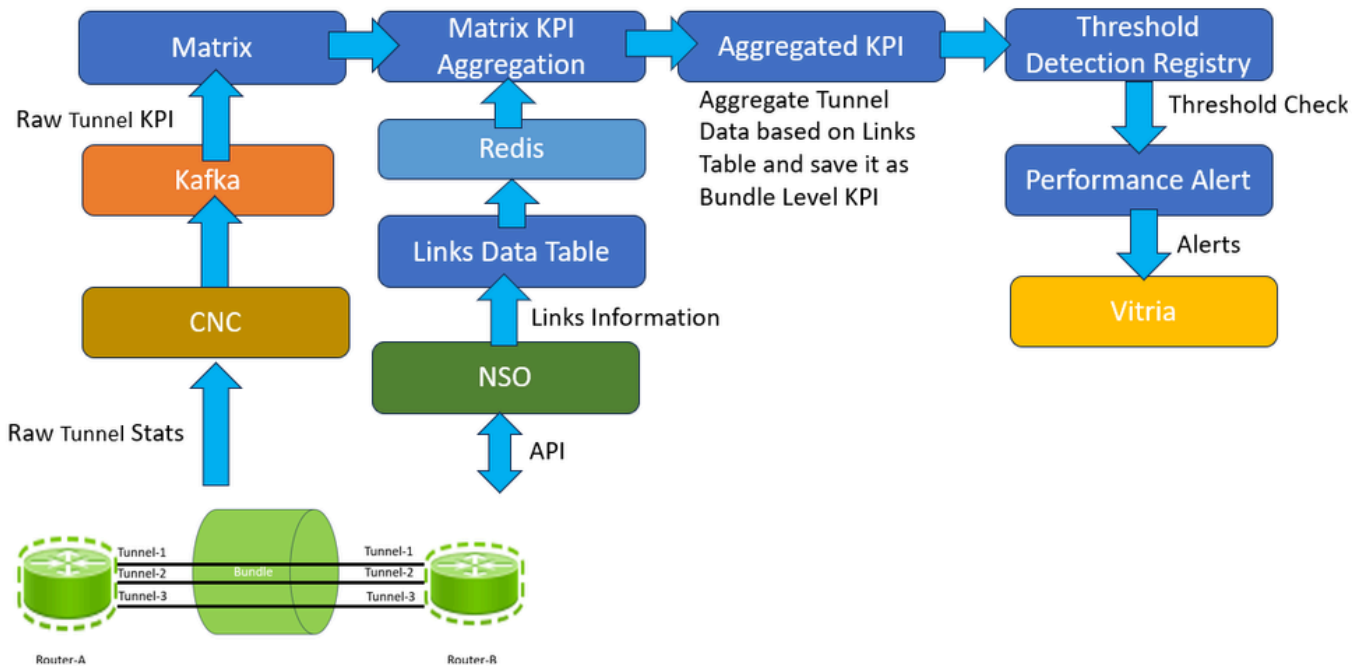 Matrix
Matrix KPI
Aggregation
Aggregated KPI
Threshold
Detection Registry
Raw Tunnel KPI
Kafka
Redis
Aggregate Tunnel
Data based on Links
Table and save it as
Bundle Level KPI
Threshold Check
Performance Alert
Links Data Table
Alerts
CNC
Links Information
Vitria
NSO
Raw Tunnel Stats
API
Tunnel-1
Tunnel-2
Tunnel-3
Bundle
Tunnel-1
Tunnel-2
Tunnel-3
Router-A
Router-B